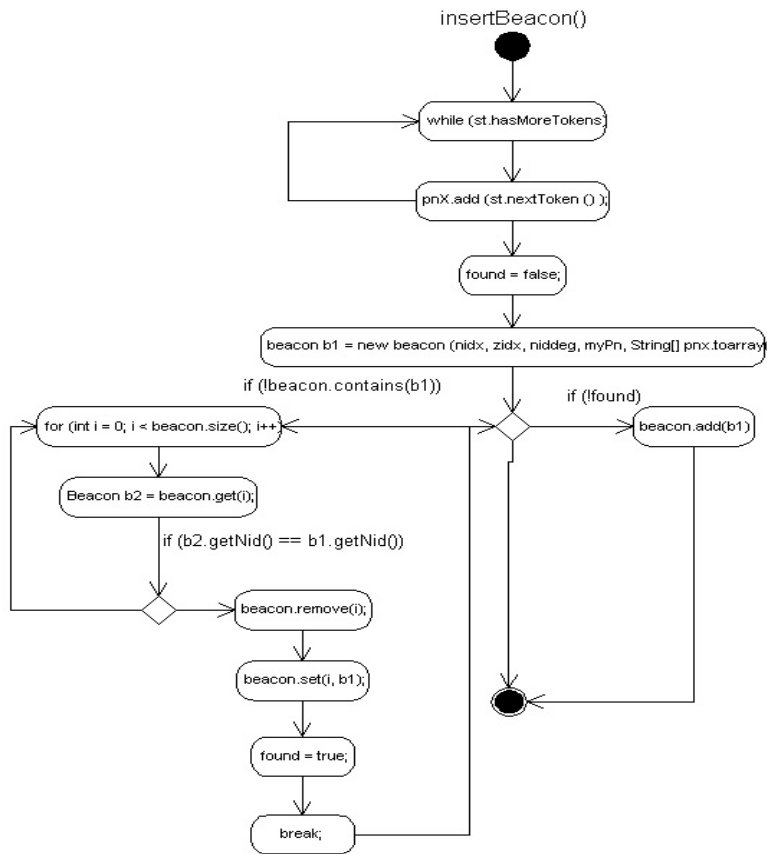 insertBeacon()
while (st.hasMoreTokens)
pnX.add (st.nextToken () );
found = false;
beacon b1 = new beacon (nidx, zidx, niddeg, myPn, String[] pnx.toarray(
if (!beacon.contains(b1))
if (!found)
for (int i = 0; i < beacon.size(); i++
beacon.add(b1)
Beacon b2 = beacon.get(i);
if (b2.getNid() == b1.getNid())
beacon.remove(i);
beacon.set(i, b1);
found = true;
break;